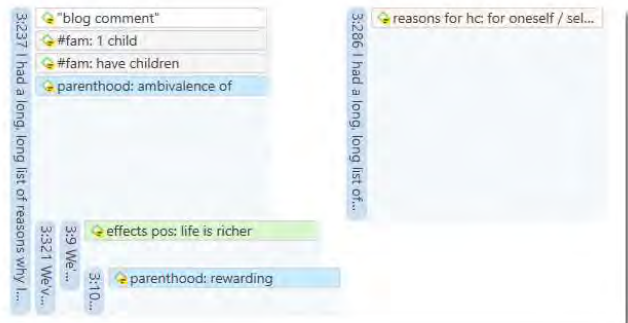 3:237 I had a long, long list of reasons why I...
"blog comment"
#fam: 1 child
#fam: have children
parenthood: ambivalence of
3:321 We'v...
3:9 We'...
effects pos: life is richer
3:10...
parenthood: rewarding
3:286 I had a long, long list of...
reasons for hc: for oneself / sel...